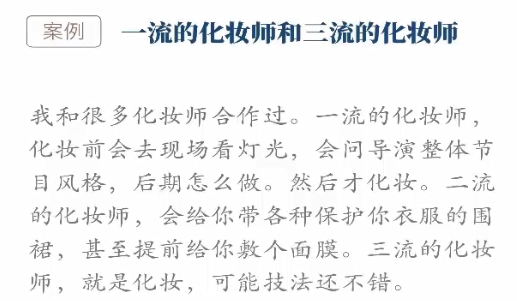 案例
一流的化妆师和三流的化妆师
我和很多化妆师合作过。一流的化妆师，
化妆前会去现场看灯光，会问导演整体节
目风格，后期怎么做。然后才化妆。二流
的化妆师，会给你带各种保护你衣服的围
裙，甚至提前给你敷个面膜。三流的化妆
师，就是化妆，可能技法还不错。